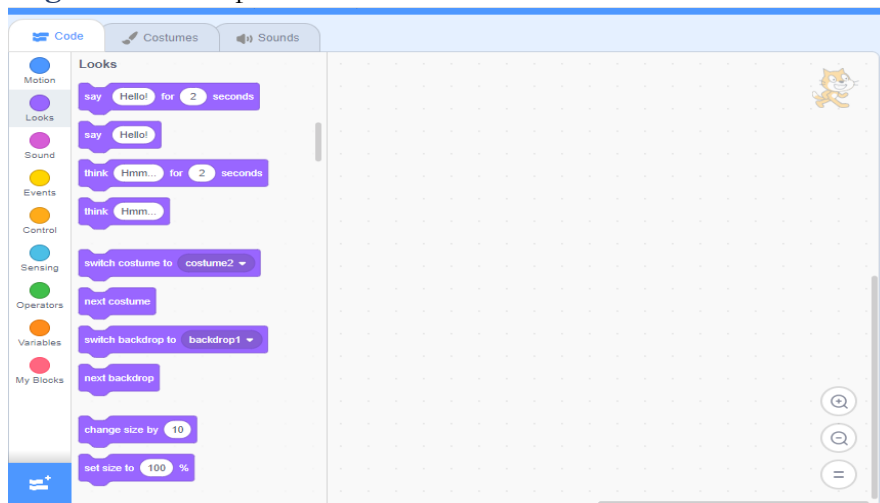 Code
Costumes
Sounds
Motion
Looks
Sound
Events
Control
Sensing
Operators
Variables
My Blocks
Looks
say Hello! for 2 seconds
say Hello!
think Hmm... for 2 seconds
think Hmm...
switch costume to costume2
next costume
switch backdrop to backdrop1
next backdrop
change size by 10
set size to 100 %